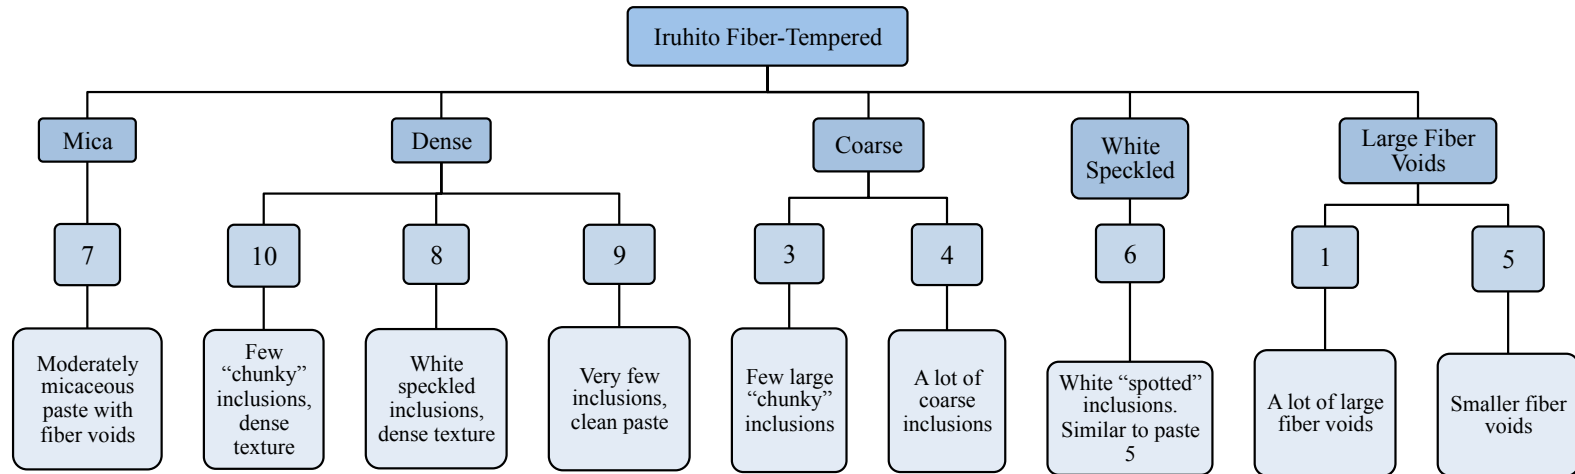 Iruhito Fiber-Tempered
Mica
Dense
Coarse
White
Speckled
Large Fiber
Voids
7
10
8
9
3
4
6
1
5
Moderately
micaceous
paste with
fiber voids
Few
“chunky”
inclusions,
dense
texture
White
speckled
inclusions,
dense texture
Very few
inclusions,
clean paste
Few large
“chunky”
inclusions
A lot of
coarse
inclusions
White “spotted”
inclusions.
Similar to paste
5
A lot of large
fiber voids
Smaller fiber
voids